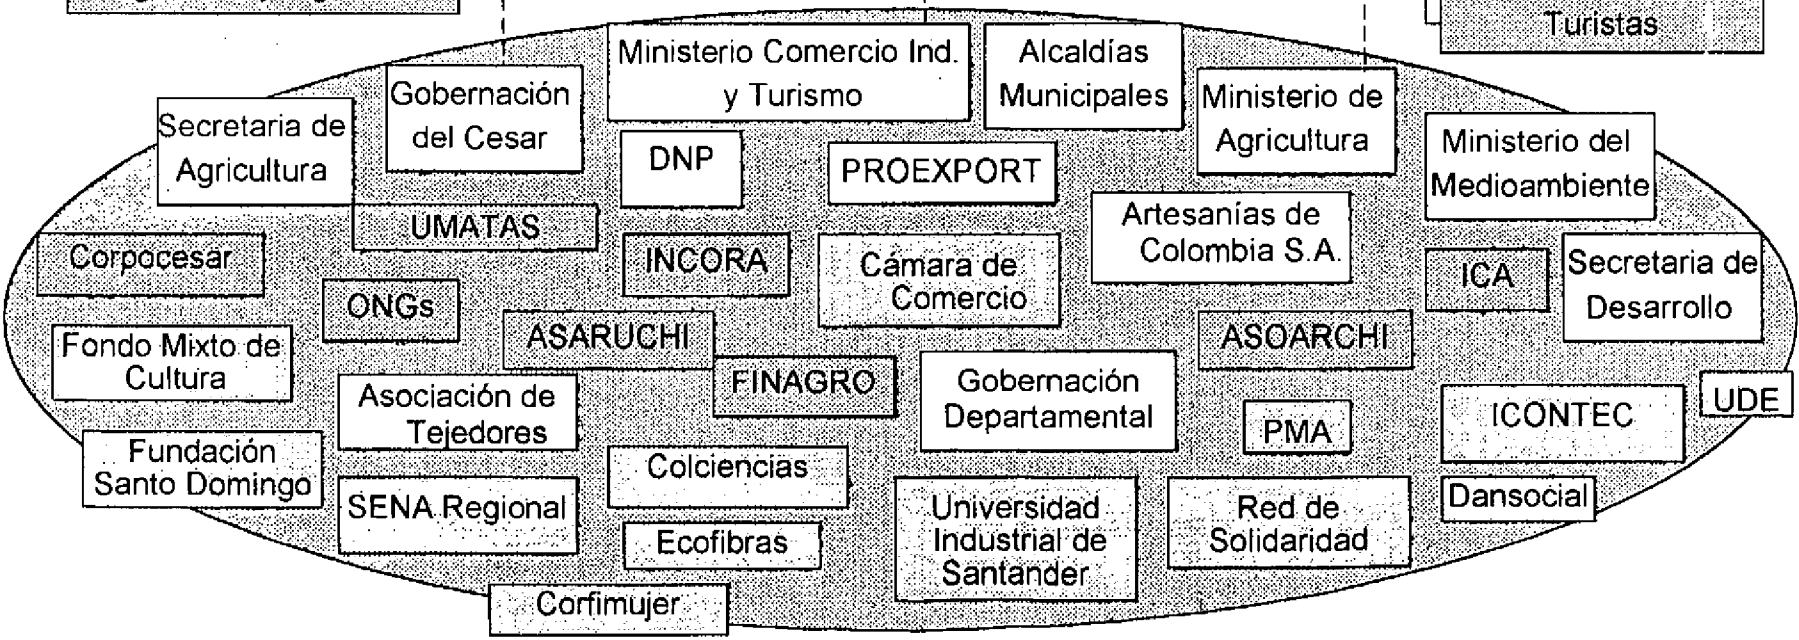 Turistas
Ministerio Comercio Ind.
y Turismo
Alcaldías
Municipales
Gobernación
del Cesar
Ministerio de
Agricultura
Secretaria de
Agricultura
Ministerio del
Medioambiente
DNP
PROEXPORT
UMATAS
Artesanías de
Colombia S.A.
Corpocesar
INCORA
Cámara de
Comercio
ICA
Secretaria de
Desarrollo
ONGs
ASARUCHI
ASOARCHI
Fondo Mixto de
Cultura
FINAGRO
Gobernación
Departamental
Asociación de
Tejedores
UDE
ICONTEC
PMA
Fundación
Santo Domingo
Colciencias
SENA Regional
Universidad
Industrial de
Santander
Red de
Solidaridad
Dansocial
Ecofibras
Corfimujer